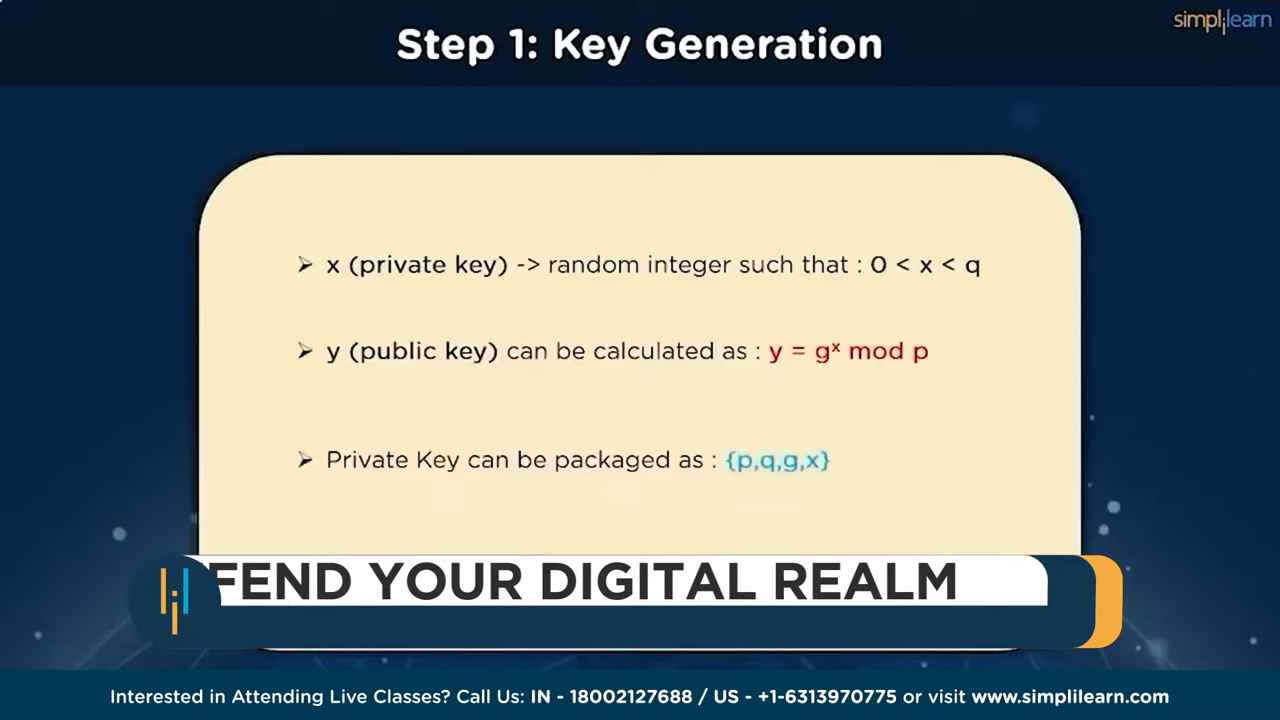 simplilearn
Step 1: Key Generation
➢ x (private key) -> random integer such that : 0 < x < q
➢ y (public key) can be calculated as : y = gˣ mod p
➢ Private Key can be packaged as : {p,q,g,x}
FEND YOUR DIGITAL REALM
Interested in Attending Live Classes? Call Us: IN - 18002127688 / US - +1-6313970775 or visit www.simplilearn.com